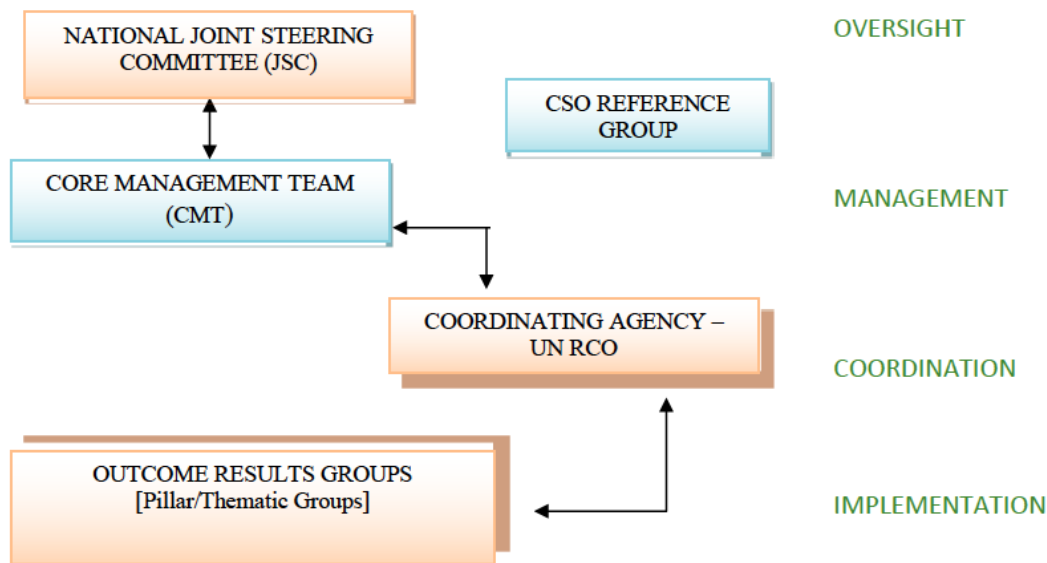 NATIONAL JOINT STEERING
COMMITTEE (JSC)
OVERSIGHT
CSO REFERENCE
GROUP
CORE MANAGEMENT TEAM
(CMT)
MANAGEMENT
COORDINATING AGENCY –
UN RCO
COORDINATION
OUTCOME RESULTS GROUPS
[Pillar/Thematic Groups]
IMPLEMENTATION